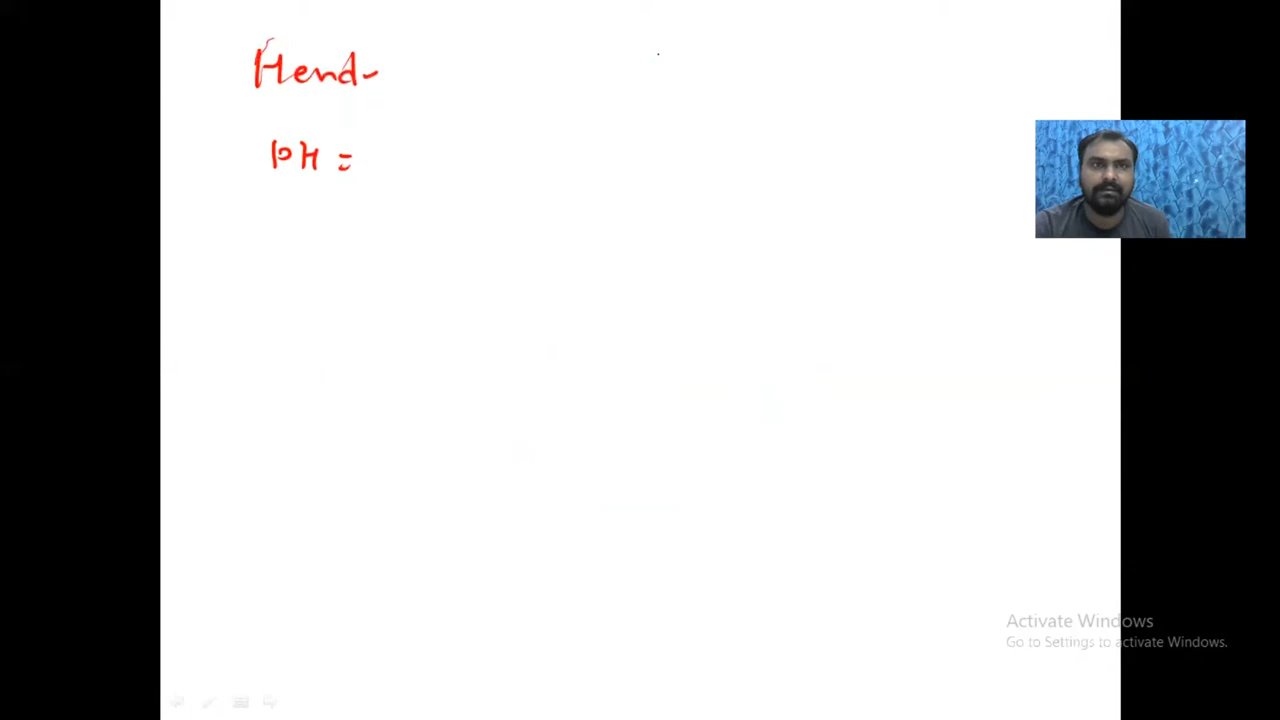 Hend-
pH =
Activate Windows
Go to Settings to activate Windows.